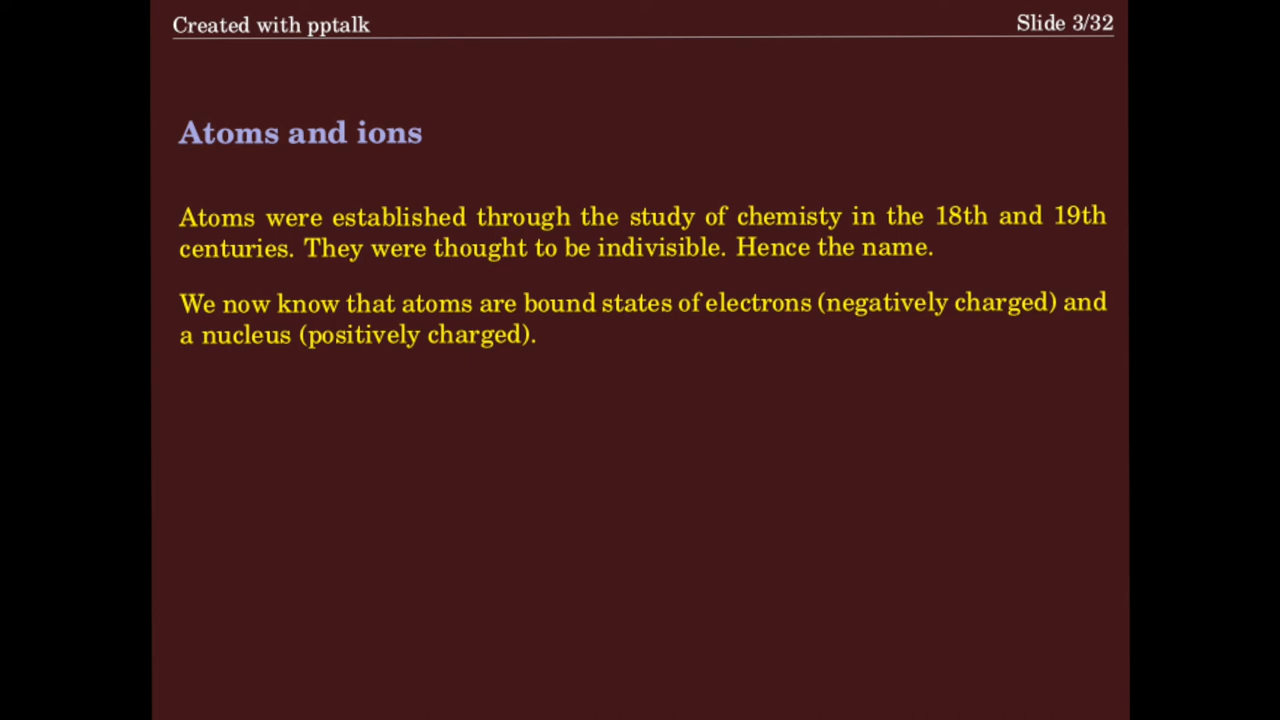 Created with pptalk
Slide 3/32
Atoms and ions
Atoms were established through the study of chemisty in the 18th and 19th
centuries. They were thought to be indivisible. Hence the name.
We now know that atoms are bound states of electrons (negatively charged) and
a nucleus (positively charged).